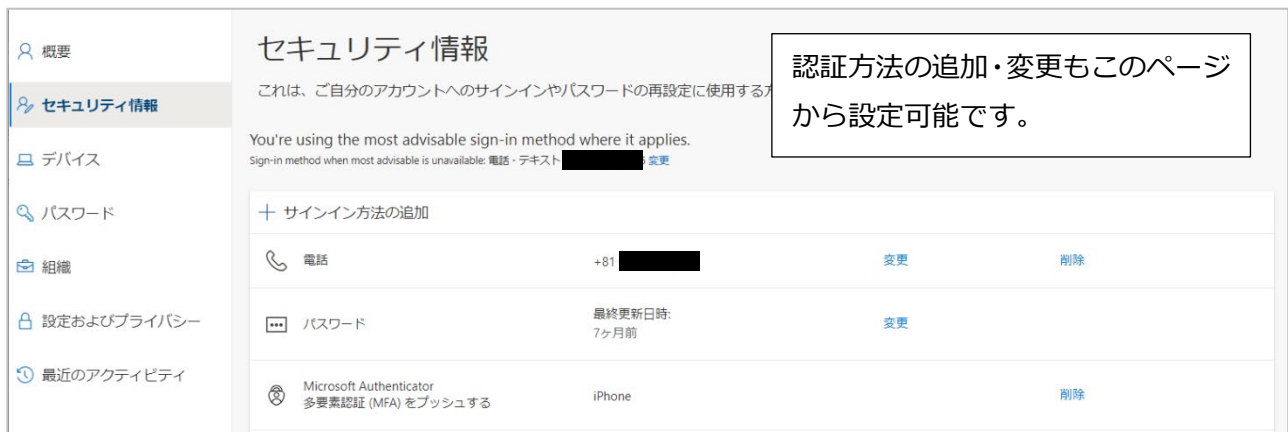 概要
セキュリティ情報
デバイス
パスワード
組織
設定およびプライバシー
最近のアクティビティ
セキュリティ情報
これは、ご自分のアカウントへのサインインやパスワードの再設定に使用する
認証方法の追加・変更もこのページ
から設定可能です。
You're using the most advisable sign-in method where it applies.
Sign-in method when most advisable is unavailable: 電話 - テキスト 変更
+ サインイン方法の追加
電話 +81 変更 削除
パスワード 最終更新日時: 変更
7ヶ月前
Microsoft Authenticator
多要素認証 (MFA) をプッシュする iPhone 削除